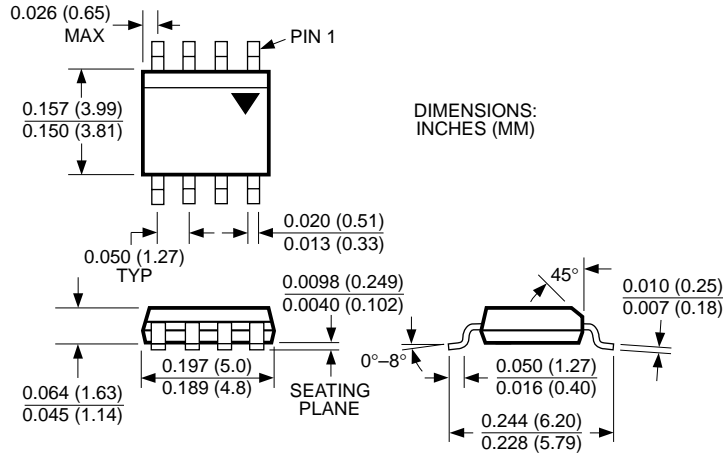 0.026 (0.65)
MAX
PIN 1
0.157 (3.99)
0.150 (3.81)
DIMENSIONS:
INCHES (MM)
0.050 (1.27)
TYP
0.020 (0.51)
0.013 (0.33)
0.0098 (0.249)
0.0040 (0.102)
45°
0.010 (0.25)
0.007 (0.18)
0°–8°
0.064 (1.63)
0.045 (1.14)
0.197 (5.0)
0.189 (4.8)
SEATING
PLANE
0.050 (1.27)
0.016 (0.40)
0.244 (6.20)
0.228 (5.79)